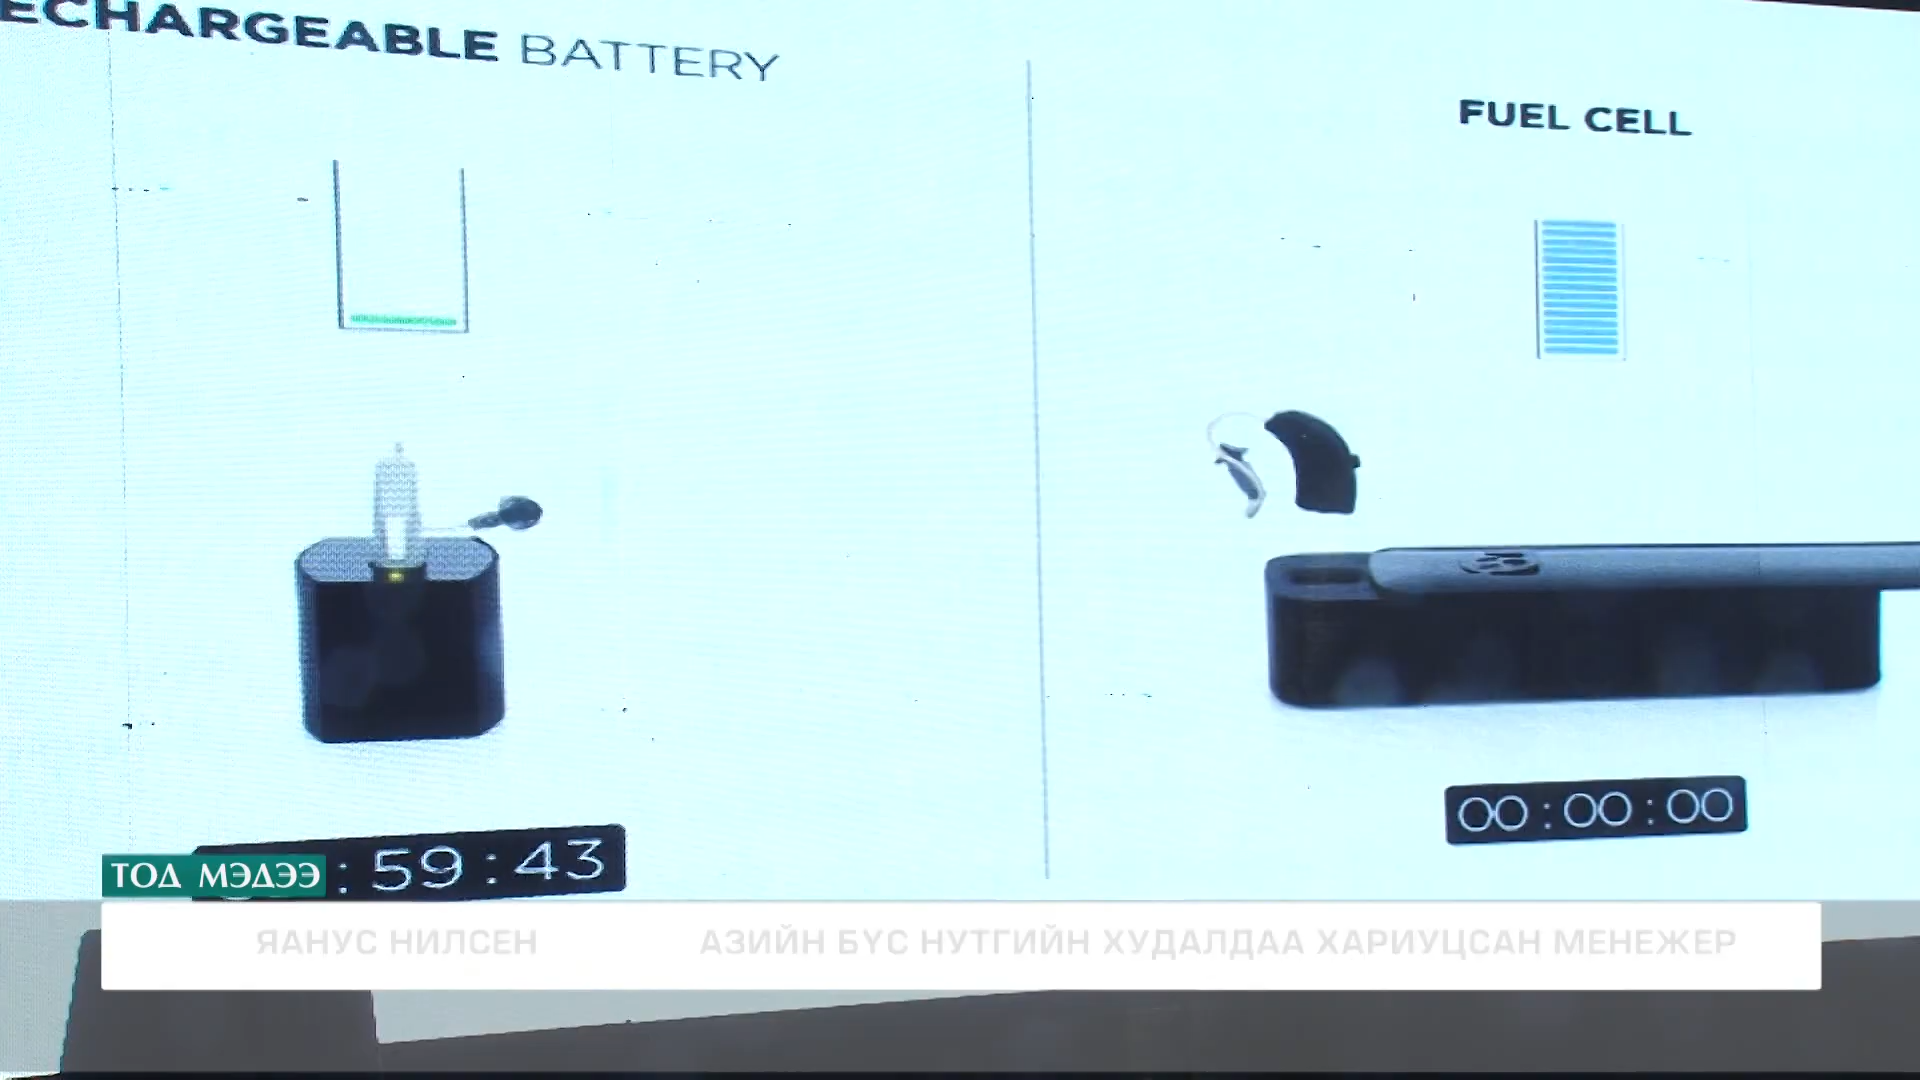 ECHARGEABLE BATTERY
FUEL CELL
00:00:00
:59:43
ТОД МЭДЭЭ
ЯАНУС НИЛСЕН
АЗИЙН БҮС НУТГИЙН ХУДАЛДАА ХАРИУЦСАН МЕНЕЖЕР